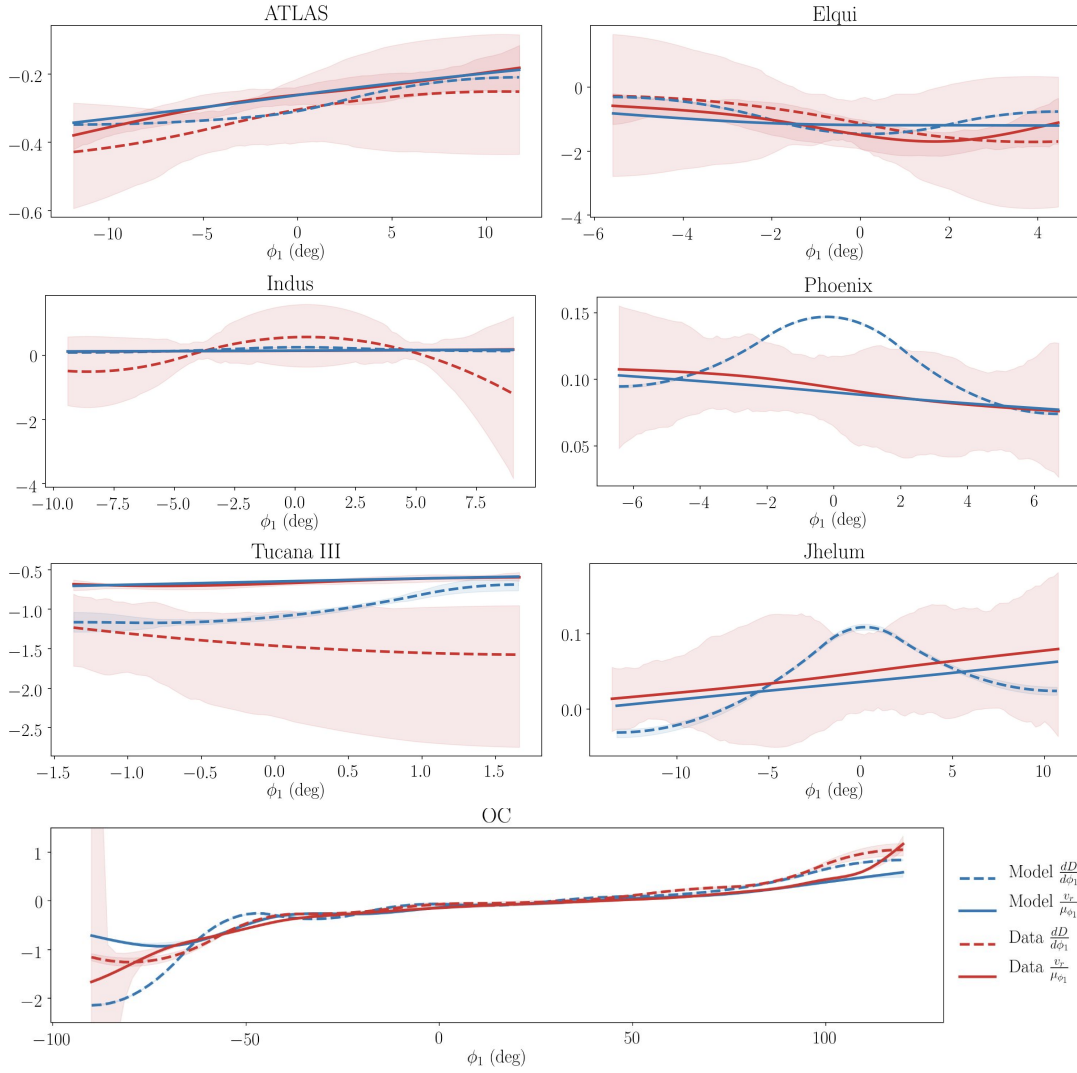 ATLAS
−0.2
−0.4
−0.6
−10 −5 0 5 10
ϕ₁ (deg)
Elqui
0
−2
−4
−6 −4 −2 0 2 4
ϕ₁ (deg)
Indus
0
−2
−4
−10.0 −7.5 −5.0 −2.5 0.0 2.5 5.0 7.5
ϕ₁ (deg)
Phoenix
0.15
0.10
0.05
−6 −4 −2 0 2 4 6
ϕ₁ (deg)
Tucana III
−0.5
−1.0
−1.5
−2.0
−2.5
−1.5 −1.0 −0.5 0.0 0.5 1.0 1.5
ϕ₁ (deg)
Jhelum
0.1
0.0
−10 −5 0 5 10
ϕ₁ (deg)
OC
1
0
−1
−2
−100 −50 0 50 100
ϕ₁ (deg)
Model dD/dϕ₁
Model v_r/μ_ϕ₁
Data dD/dϕ₁
Data v_r/μ_ϕ₁